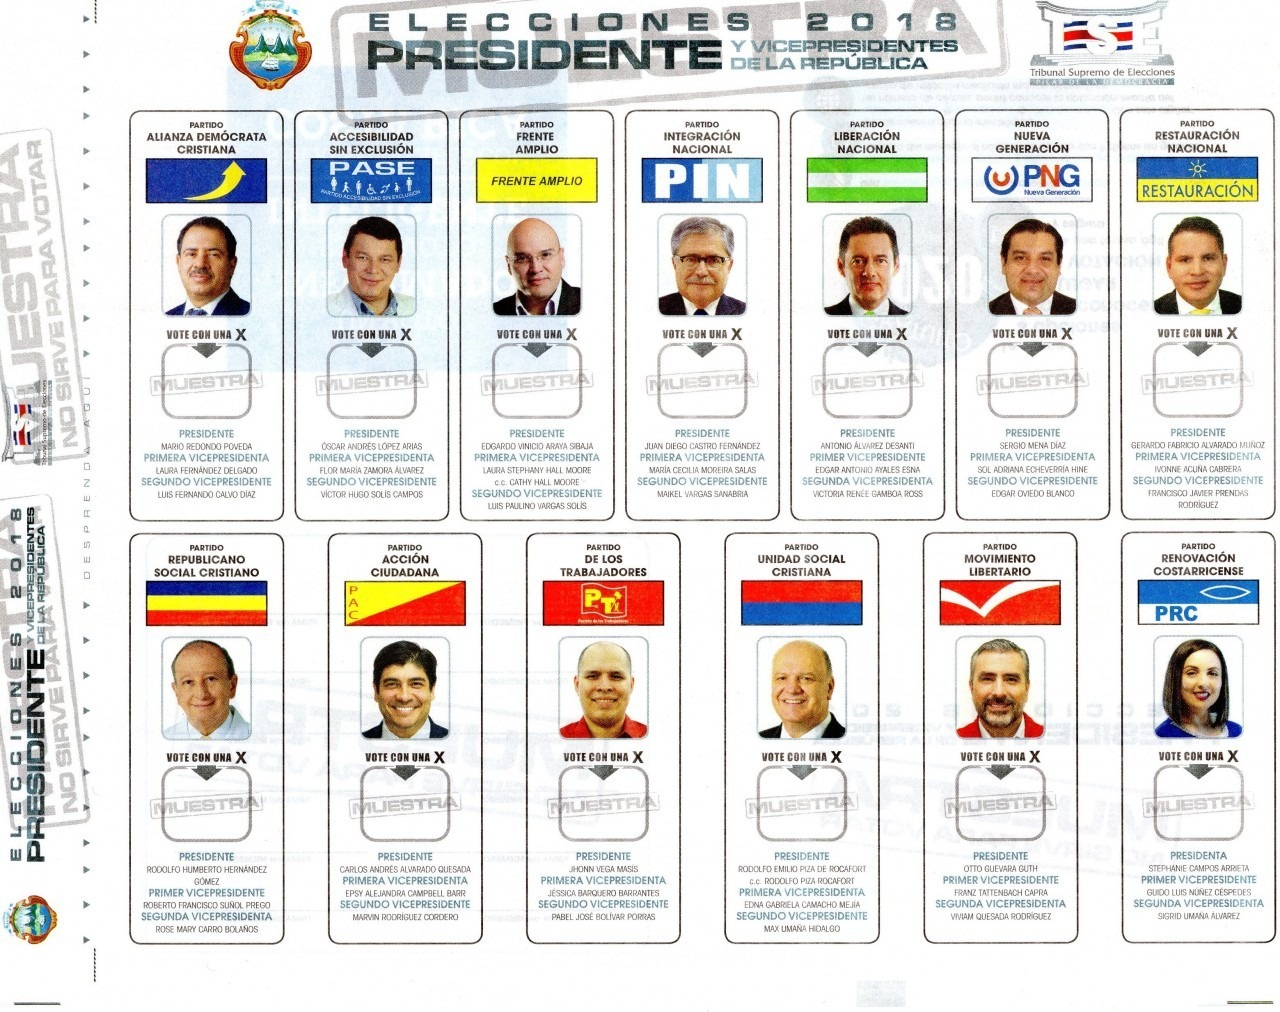 ELECCIONES 2018
PRESIDENTE Y VICEPRESIDENTES
DE LA REPÚBLICA
MUESTRA
TSE
Tribunal Supremo de Elecciones
PILAR DE LA DEMOCRACIA
PARTIDO
ALIANZA DEMÓCRATA
CRISTIANA
VOTE CON UNA X
MUESTRA
PRESIDENTE
MARIO REDONDO POVEDA
PRIMERA VICEPRESIDENTA
LAURA FERNÁNDEZ DELGADO
SEGUNDO VICEPRESIDENTE
LUIS FERNANDO CALVO DÍAZ
PARTIDO
ACCESIBILIDAD
SIN EXCLUSIÓN
PASE
PARTIDO ACCESIBILIDAD SIN EXCLUSIÓN
VOTE CON UNA X
MUESTRA
PRESIDENTE
ÓSCAR ANDRÉS LÓPEZ ARIAS
PRIMERA VICEPRESIDENTA
FLOR MARÍA ZAMORA ÁLVAREZ
SEGUNDO VICEPRESIDENTE
VÍCTOR HUGO SOLÍS CAMPOS
PARTIDO
FRENTE
AMPLIO
FRENTE AMPLIO
VOTE CON UNA X
MUESTRA
PRESIDENTE
EDGARDO VINICIO ARAYA SIBAJA
PRIMERA VICEPRESIDENTA
LAURA STEPHANY HALL MOORE
c.c. CATHY HALL MOORE
SEGUNDO VICEPRESIDENTE
LUIS PAULINO VARGAS SOLÍS
PARTIDO
INTEGRACIÓN
NACIONAL
PIN
VOTE CON UNA X
MUESTRA
PRESIDENTE
JUAN DIEGO CASTRO FERNÁNDEZ
PRIMERA VICEPRESIDENTA
MARÍA CECILIA MOREIRA SALAS
SEGUNDO VICEPRESIDENTE
MAIKEL VARGAS SANABRIA
PARTIDO
LIBERACIÓN
NACIONAL
VOTE CON UNA X
MUESTRA
PRESIDENTE
ANTONIO ÁLVAREZ DESANTI
PRIMER VICEPRESIDENTE
EDGAR ANTONIO AYALES ESNA
SEGUNDA VICEPRESIDENTA
VICTORIA RENÉE GAMBOA ROSS
PARTIDO
NUEVA
GENERACIÓN
PNG
Nueva Generación
VOTE CON UNA X
MUESTRA
PRESIDENTE
SERGIO MENA DÍAZ
PRIMERA VICEPRESIDENTA
SOL ADRIANA ECHEVERRÍA HINE
SEGUNDO VICEPRESIDENTE
EDGAR OVIEDO BLANCO
PARTIDO
RESTAURACIÓN
NACIONAL
RESTAURACIÓN
VOTE CON UNA X
MUESTRA
PRESIDENTE
GERARDO FABRICIO ALVARADO MUÑOZ
PRIMERA VICEPRESIDENTA
IVONNE ACUÑA CABRERA
SEGUNDO VICEPRESIDENTE
FRANCISCO JAVIER PRENDAS
RODRÍGUEZ
PARTIDO
REPUBLICANO
SOCIAL CRISTIANO
VOTE CON UNA X
MUESTRA
PRESIDENTE
RODOLFO HUMBERTO HERNÁNDEZ
GÓMEZ
PRIMER VICEPRESIDENTE
ROBERTO FRANCISCO SUÑOL PREGO
SEGUNDA VICEPRESIDENTA
ROSE MARY CARRO BOLAÑOS
PARTIDO
ACCIÓN
CIUDADANA
PAC
VOTE CON UNA X
MUESTRA
PRESIDENTE
CARLOS ANDRÉS ALVARADO QUESADA
PRIMERA VICEPRESIDENTA
EPSY ALEJANDRA CAMPBELL BARR
SEGUNDO VICEPRESIDENTE
MARVIN RODRÍGUEZ CORDERO
PARTIDO
DE LOS
TRABAJADORES
PT
Partido de los Trabajadores
VOTE CON UNA X
MUESTRA
PRESIDENTE
JHONN VEGA MASÍS
PRIMERA VICEPRESIDENTA
JÉSSICA BARQUERO BARRANTES
SEGUNDO VICEPRESIDENTE
PABEL JOSÉ BOLÍVAR PORRAS
PARTIDO
UNIDAD SOCIAL
CRISTIANA
VOTE CON UNA X
MUESTRA
PRESIDENTE
RODOLFO EMILIO PIZA DE ROCAFORT
c.c. RODOLFO PIZA ROCAFORT
PRIMERA VICEPRESIDENTA
EDNA GABRIELA CAMACHO MEJÍA
SEGUNDO VICEPRESIDENTE
MAX UMAÑA HIDALGO
PARTIDO
MOVIMIENTO
LIBERTARIO
VOTE CON UNA X
MUESTRA
PRESIDENTE
OTTO GUEVARA GUTH
PRIMER VICEPRESIDENTE
FRANZ TATTENBACH CAPRA
SEGUNDA VICEPRESIDENTA
VIVIAM QUESADA RODRÍGUEZ
PARTIDO
RENOVACIÓN
COSTARRICENSE
PRC
VOTE CON UNA X
MUESTRA
PRESIDENTA
STEPHANIE CAMPOS ARRIETA
PRIMER VICEPRESIDENTE
GUIDO LUIS NÚÑEZ CÉSPEDES
SEGUNDA VICEPRESIDENTA
SIGRID UMAÑA ÁLVAREZ
DESPRENDA AQUÍ
MUESTRA
NO SIRVE PARA VOTAR
TSE
Tribunal Supremo de Elecciones
ELECCIONES 2018
PRESIDENTE Y VICEPRESIDENTES
DE LA REPÚBLICA